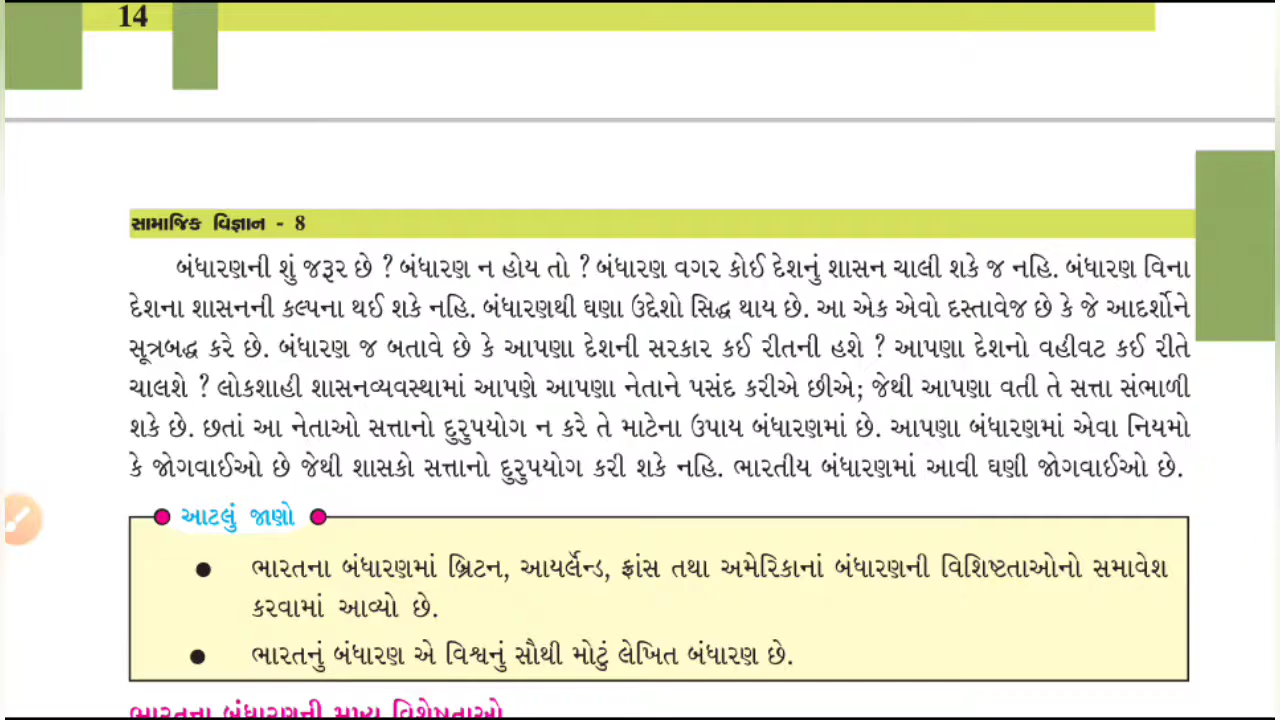 14
સામાજિક વિજ્ઞાન - 8
બંધારણની શું જરૂર છે ? બંધારણ ન હોય તો ? બંધારણ વગર કોઈ દેશનું શાસન ચાલી શકે જ નહિ. બંધારણ વિના
દેશના શાસનની કલ્પના થઈ શકે નહિ. બંધારણથી ઘણા ઉદેશો સિદ્ધ થાય છે. આ એક એવો દસ્તાવેજ છે કે જે આદર્શોને
સૂત્રબદ્ધ કરે છે. બંધારણ જ બતાવે છે કે આપણા દેશની સરકાર કઈ રીતની હશે ? આપણા દેશનો વહીવટ કઈ રીતે
ચાલશે ? લોકશાહી શાસનવ્યવસ્થામાં આપણે આપણા નેતાને પસંદ કરીએ છીએ; જેથી આપણા વતી તે સત્તા સંભાળી
શકે છે. છતાં આ નેતાઓ સત્તાનો દુરુપયોગ ન કરે તે માટેના ઉપાય બંધારણમાં છે. આપણા બંધારણમાં એવા નિયમો
કે જોગવાઈઓ છે જેથી શાસકો સત્તાનો દુરુપયોગ કરી શકે નહિ. ભારતીય બંધારણમાં આવી ઘણી જોગવાઈઓ છે.
આટલું જાણો
● ભારતના બંધારણમાં બ્રિટન, આયર્લૅન્ડ, ફ્રાંસ તથા અમેરિકાનાં બંધારણની વિશિષ્ટતાઓનો સમાવેશ
કરવામાં આવ્યો છે.
● ભારતનું બંધારણ એ વિશ્વનું સૌથી મોટું લેખિત બંધારણ છે.
ભારતના બંધારણની મુખ્ય વિશેષતાઓ